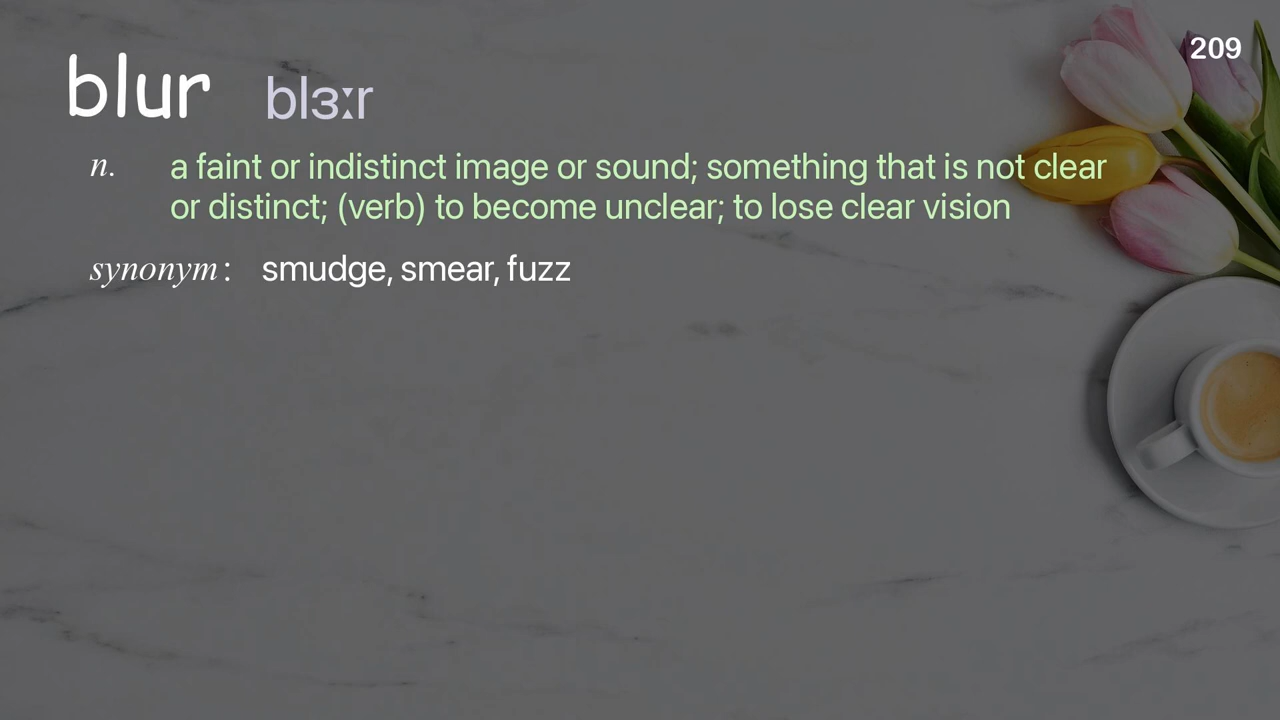 209
blur blɜːr
n. a faint or indistinct image or sound; something that is not clear
or distinct; (verb) to become unclear; to lose clear vision
synonym: smudge, smear, fuzz